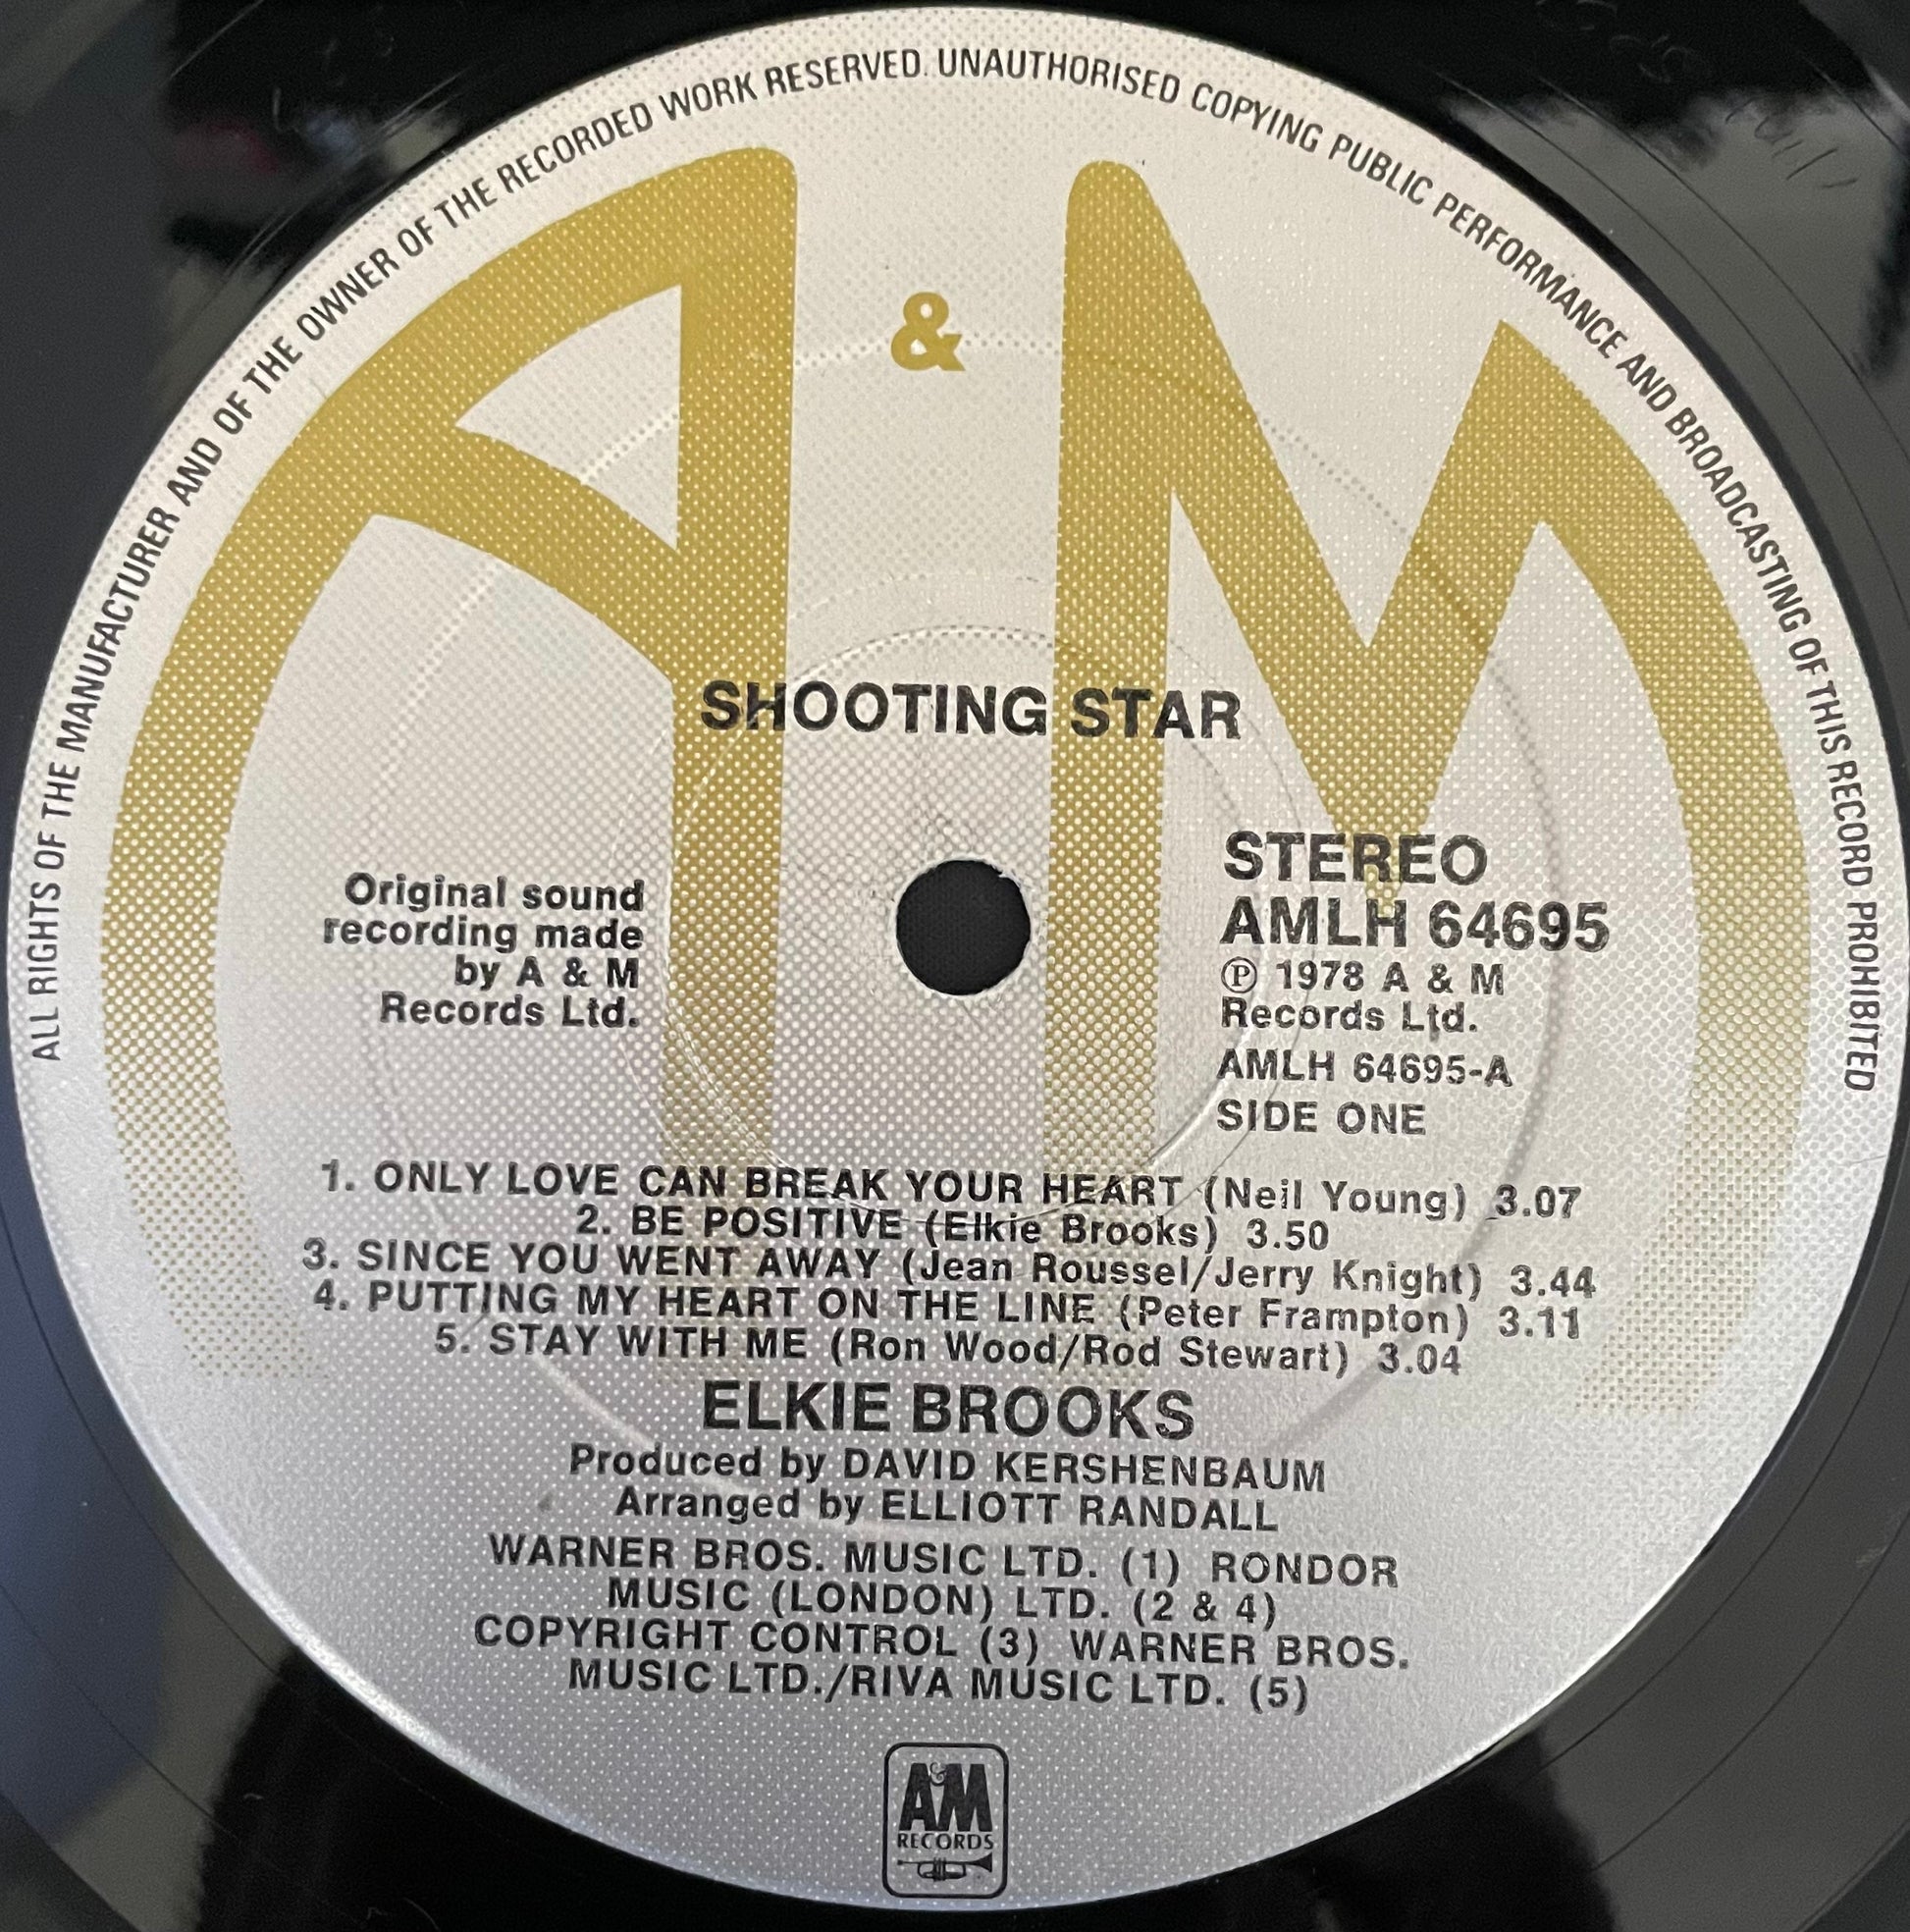 ALL RIGHTS OF THE MANUFACTURER AND OF THE OWNER OF THE RECORDED WORK RESERVED. UNAUTHORISED COPYING PUBLIC PERFORMANCE AND BROADCASTING OF THIS RECORD PROHIBITED
A & M
SHOOTING STAR
Original sound
recording made
by A & M
Records Ltd.
STEREO
AMLH 64695
℗ 1978 A & M
Records Ltd.
AMLH 64695-A
SIDE ONE
1. ONLY LOVE CAN BREAK YOUR HEART (Neil Young) 3.07
2. BE POSITIVE (Elkie Brooks) 3.50
3. SINCE YOU WENT AWAY (Jean Roussel/Jerry Knight) 3.44
4. PUTTING MY HEART ON THE LINE (Peter Frampton) 3.11
5. STAY WITH ME (Ron Wood/Rod Stewart) 3.04
ELKIE BROOKS
Produced by DAVID KERSHENBAUM
Arranged by ELLIOTT RANDALL
WARNER BROS. MUSIC LTD. (1) RONDOR
MUSIC (LONDON) LTD. (2 & 4)
COPYRIGHT CONTROL (3) WARNER BROS.
MUSIC LTD./RIVA MUSIC LTD. (5)
A&M
RECORDS